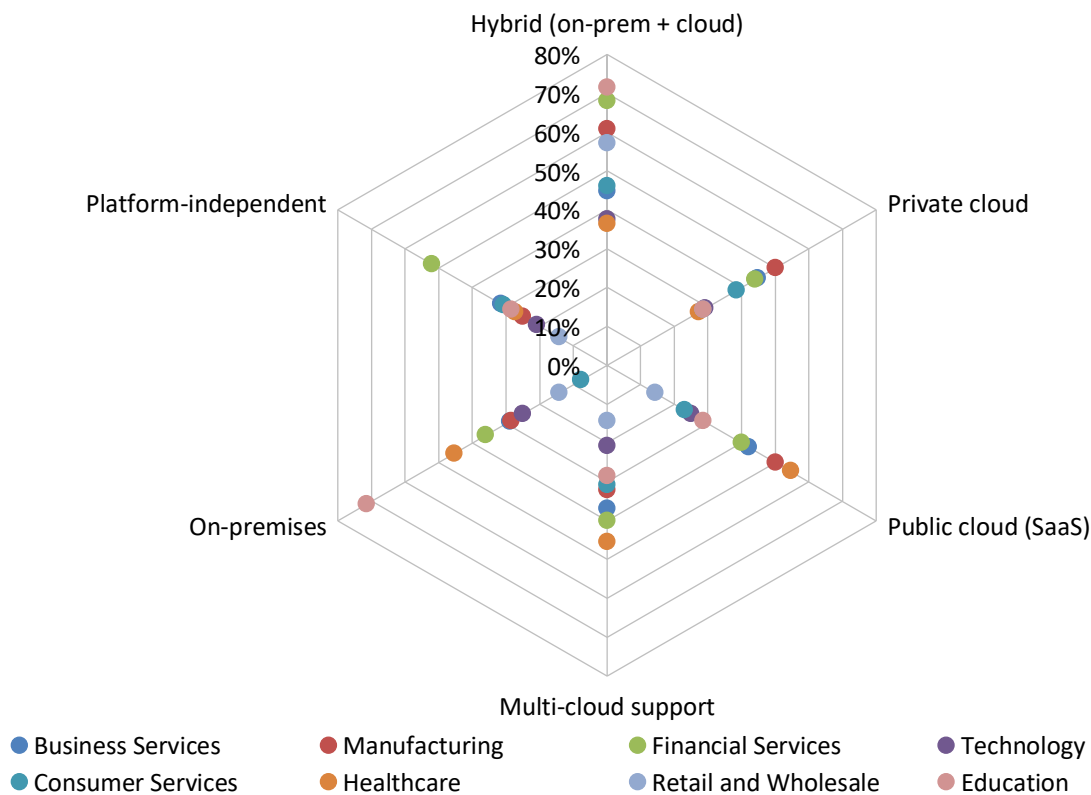 Hybrid (on-prem + cloud)
80%
70%
60%
50%
40%
30%
20%
10%
0%
Platform-independent
Private cloud
On-premises
Public cloud (SaaS)
Multi-cloud support
Business Services
Manufacturing
Financial Services
Technology
Consumer Services
Healthcare
Retail and Wholesale
Education